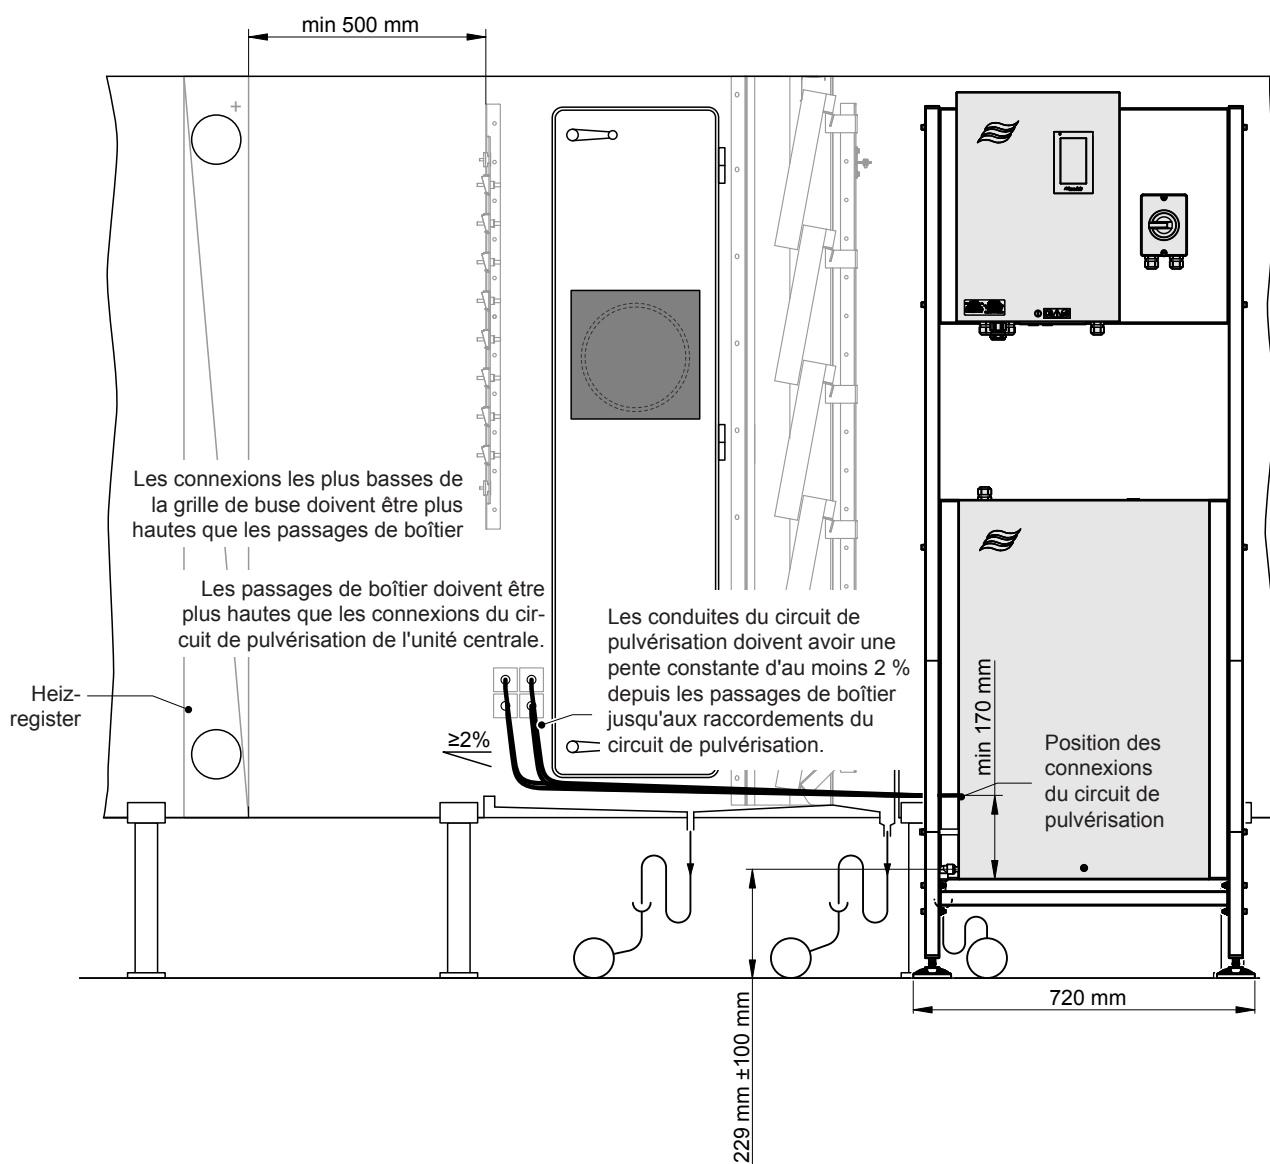 min 500 mm
Les connexions les plus basses de
la grille de buse doivent être plus
hautes que les passages de boîtier
Les passages de boîtier doivent être
plus hautes que les connexions du cir-
cuit de pulvérisation de l'unité centrale.
Les conduites du circuit de
pulvérisation doivent avoir une
pente constante d'au moins 2 %
depuis les passages de boîtier
jusqu'aux raccordements du
circuit de pulvérisation.
Heiz-
register
≥2%
min 170 mm
Position des
connexions
du circuit de
pulvérisation
720 mm
229 mm ±100 mm